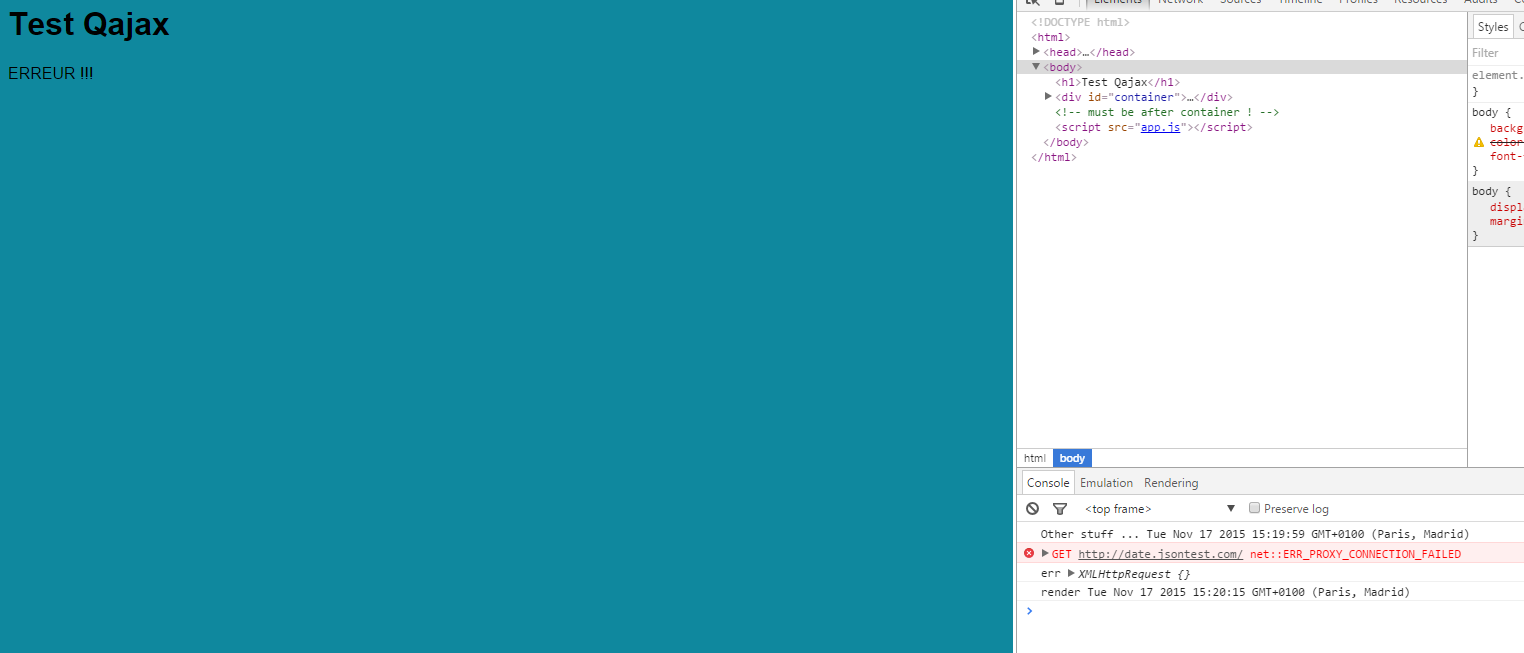 Test Qajax
ERREUR !!!
Elements Network Sources Timeline Profiles Resources Audits
<!DOCTYPE html>
<html>
<head>…</head>
<body>
<h1>Test Qajax</h1>
<div id="container">…</div>
<!-- must be after container ! -->
<script src="app.js"></script>
</body>
</html>
html body
Styles
Filter
element.
}
body {
backg
color
font-
}
body {
displ
margi
}
Console Emulation Rendering
<top frame> Preserve log
Other stuff ... Tue Nov 17 2015 15:19:59 GMT+0100 (Paris, Madrid)
GET http://date.jsontest.com/ net::ERR_PROXY_CONNECTION_FAILED
err XMLHttpRequest {}
render Tue Nov 17 2015 15:20:15 GMT+0100 (Paris, Madrid)